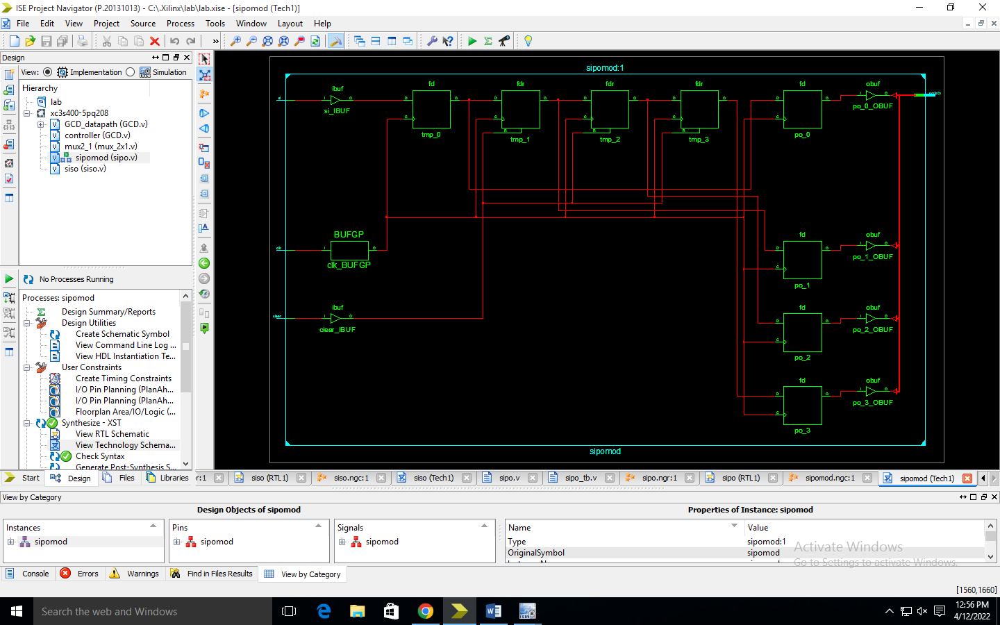 ISE Project Navigator (P.20131013) - C:\.Xilinx\lab\lab.xise - [sipomod (Tech1)]
File Edit View Project Source Process Tools Window Layout Help
Design
View: Implementation Simulation
Hierarchy
lab
xc3s400-5pq208
GCD_datapath (GCD.v)
controller (GCD.v)
mux2_1 (mux_2x1.v)
sipomod (sipo.v)
siso (siso.v)
No Processes Running
Processes: sipomod
Design Summary/Reports
Design Utilities
Create Schematic Symbol
View Command Line Log ...
View HDL Instantiation Te...
User Constraints
Create Timing Constraints
I/O Pin Planning (PlanAh...
I/O Pin Planning (PlanAh...
Floorplan Area/IO/Logic (...
Synthesize - XST
View RTL Schematic
View Technology Schema...
Check Syntax
Generate Post-Synthesis S...
Start Design Files Libraries
sipomod:1
ibuf fd fdr fdr fdr fd obuf
si_IBUF tmp_0 tmp_1 tmp_2 tmp_3 po_0 po_0_OBUF
BUFGP fd obuf
clk
clk_BUFGP po_1 po_1_OBUF
ibuf fd obuf
clear
clear_IBUF po_2 po_2_OBUF
fd obuf
po_3 po_3_OBUF
sipomod
r:1 siso (RTL1) siso.ngc:1 siso (Tech1) sipo.v sipo_tb.v sipo.ngr:1 sipo (RTL1) sipomod.ngc:1 sipomod (Tech1)
View by Category
Design Objects of sipomod Properties of Instance: sipomod
Instances Pins Signals Name Value
sipomod sipomod sipomod Type sipomod:1
OriginalSymbol sipomod
Activate Windows
Go to Settings to activate Windows.
Console Errors Warnings Find in Files Results View by Category
[1560,1660]
Search the web and Windows
12:56 PM
4/12/2022